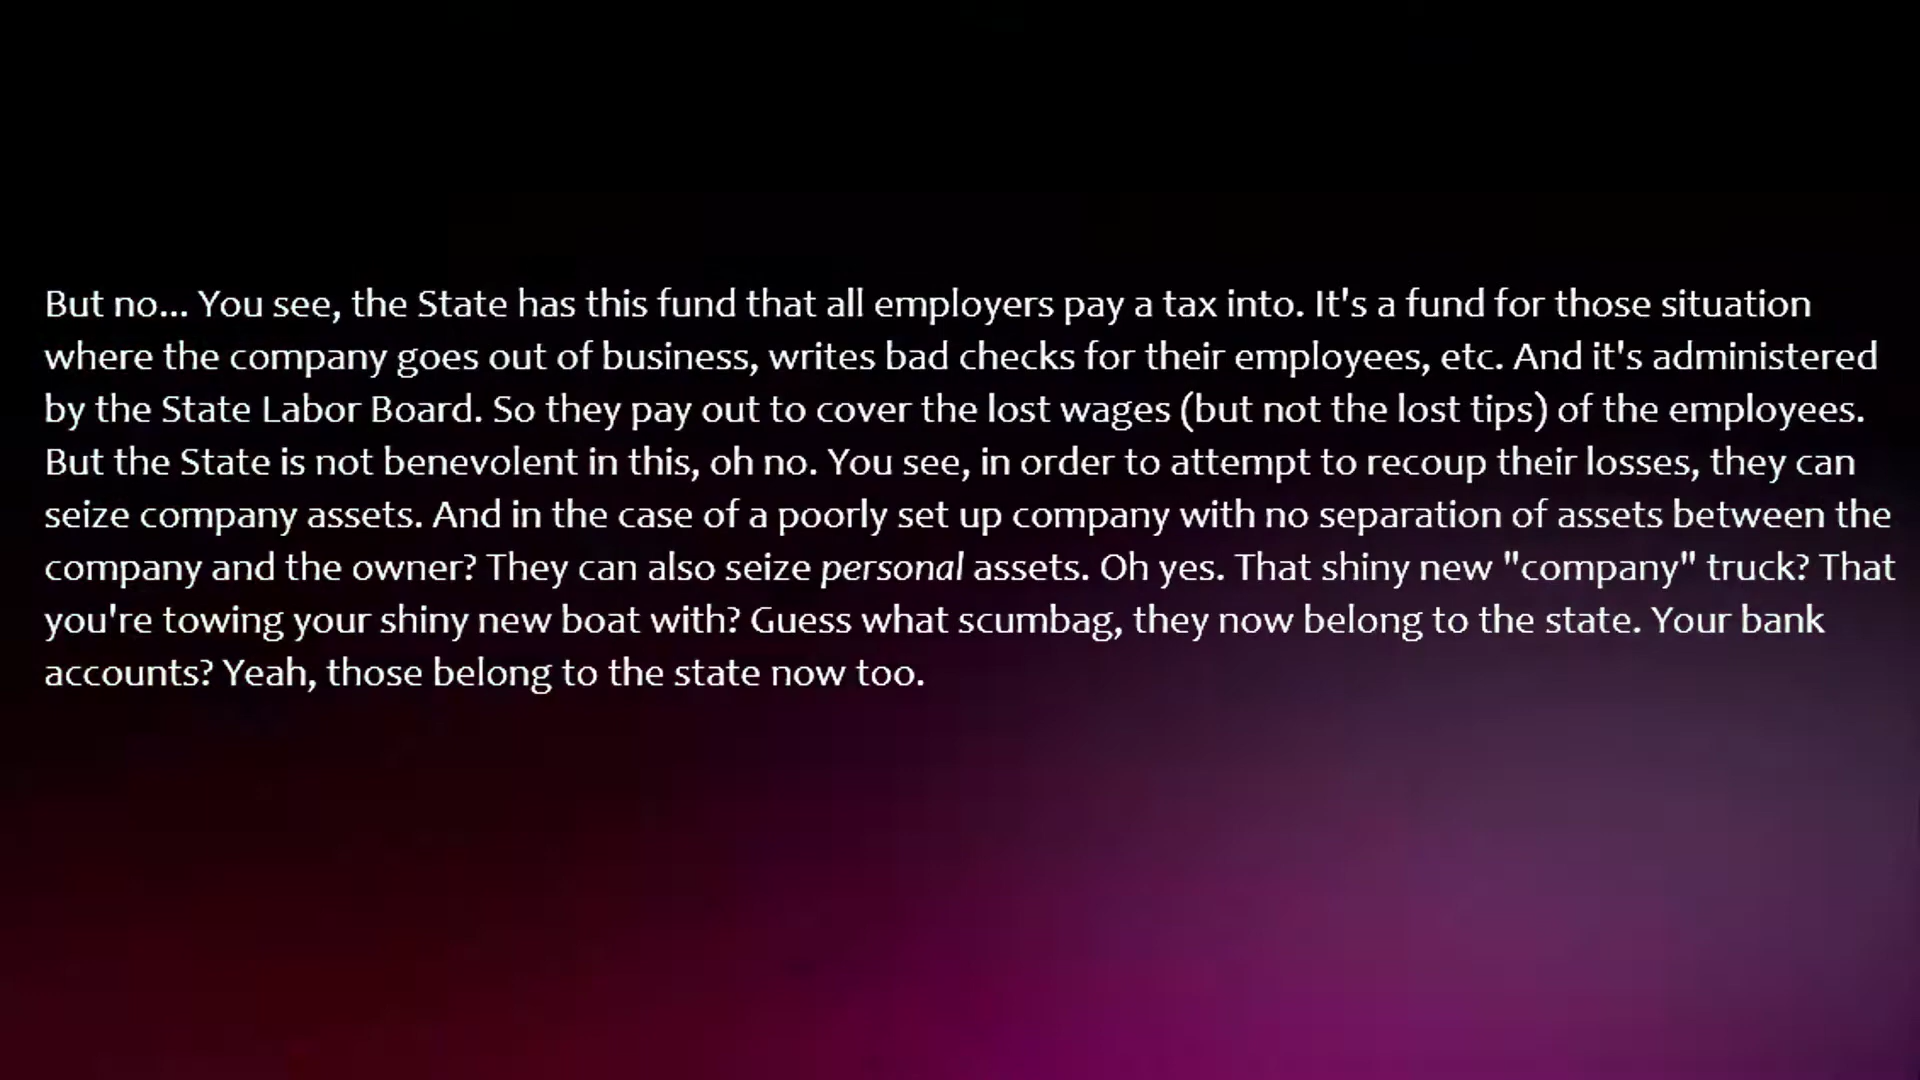 But no... You see, the State has this fund that all employers pay a tax into. It's a fund for those situation
where the company goes out of business, writes bad checks for their employees, etc. And it's administered
by the State Labor Board. So they pay out to cover the lost wages (but not the lost tips) of the employees.
But the State is not benevolent in this, oh no. You see, in order to attempt to recoup their losses, they can
seize company assets. And in the case of a poorly set up company with no separation of assets between the
company and the owner? They can also seize personal assets. Oh yes. That shiny new "company" truck? That
you're towing your shiny new boat with? Guess what scumbag, they now belong to the state. Your bank
accounts? Yeah, those belong to the state now too.